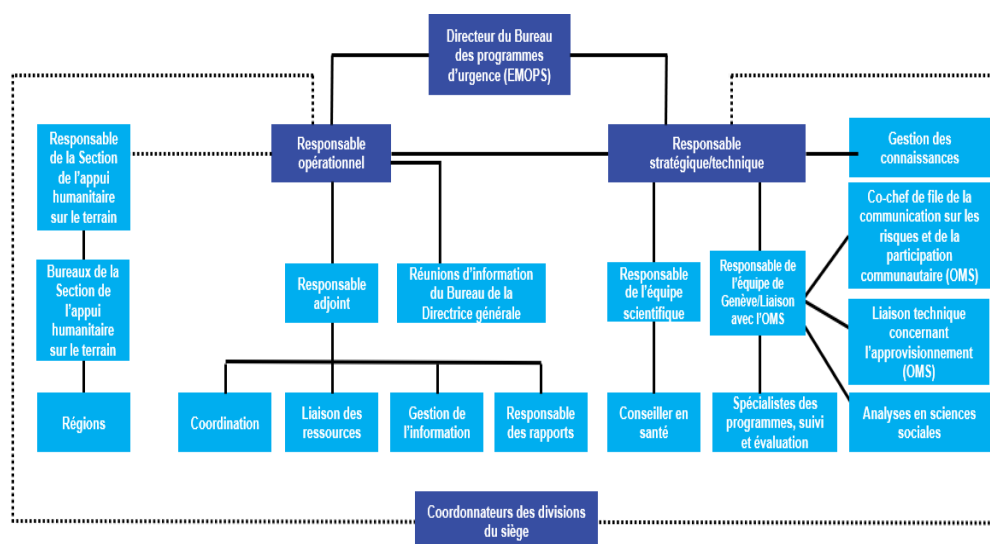 Directeur du Bureau
des programmes
d'urgence (EMOPS)
Responsable
de la Section
de l'appui
humanitaire
sur le terrain
Responsable
opérationnel
Responsable
stratégique/technique
Gestion des
connaissances
Co-chef de file de la
communication sur les
risques et de la
participation
communautaire (OMS)
Bureaux de la
Section de
l'appui
humanitaire
sur le terrain
Responsable
adjoint
Réunions d'information
du Bureau de la
Directrice générale
Responsable
de l'équipe
scientifique
Responsable de
l'équipe de
Genève/Liaison
avec l'OMS
Liaison technique
concernant
l'approvisionnement
(OMS)
Régions
Coordination
Liaison des
ressources
Gestion de
l'information
Responsable
des rapports
Conseiller en
santé
Spécialistes des
programmes, suivi
et évaluation
Analyses en sciences
sociales
Coordonnateurs des divisions
du siège